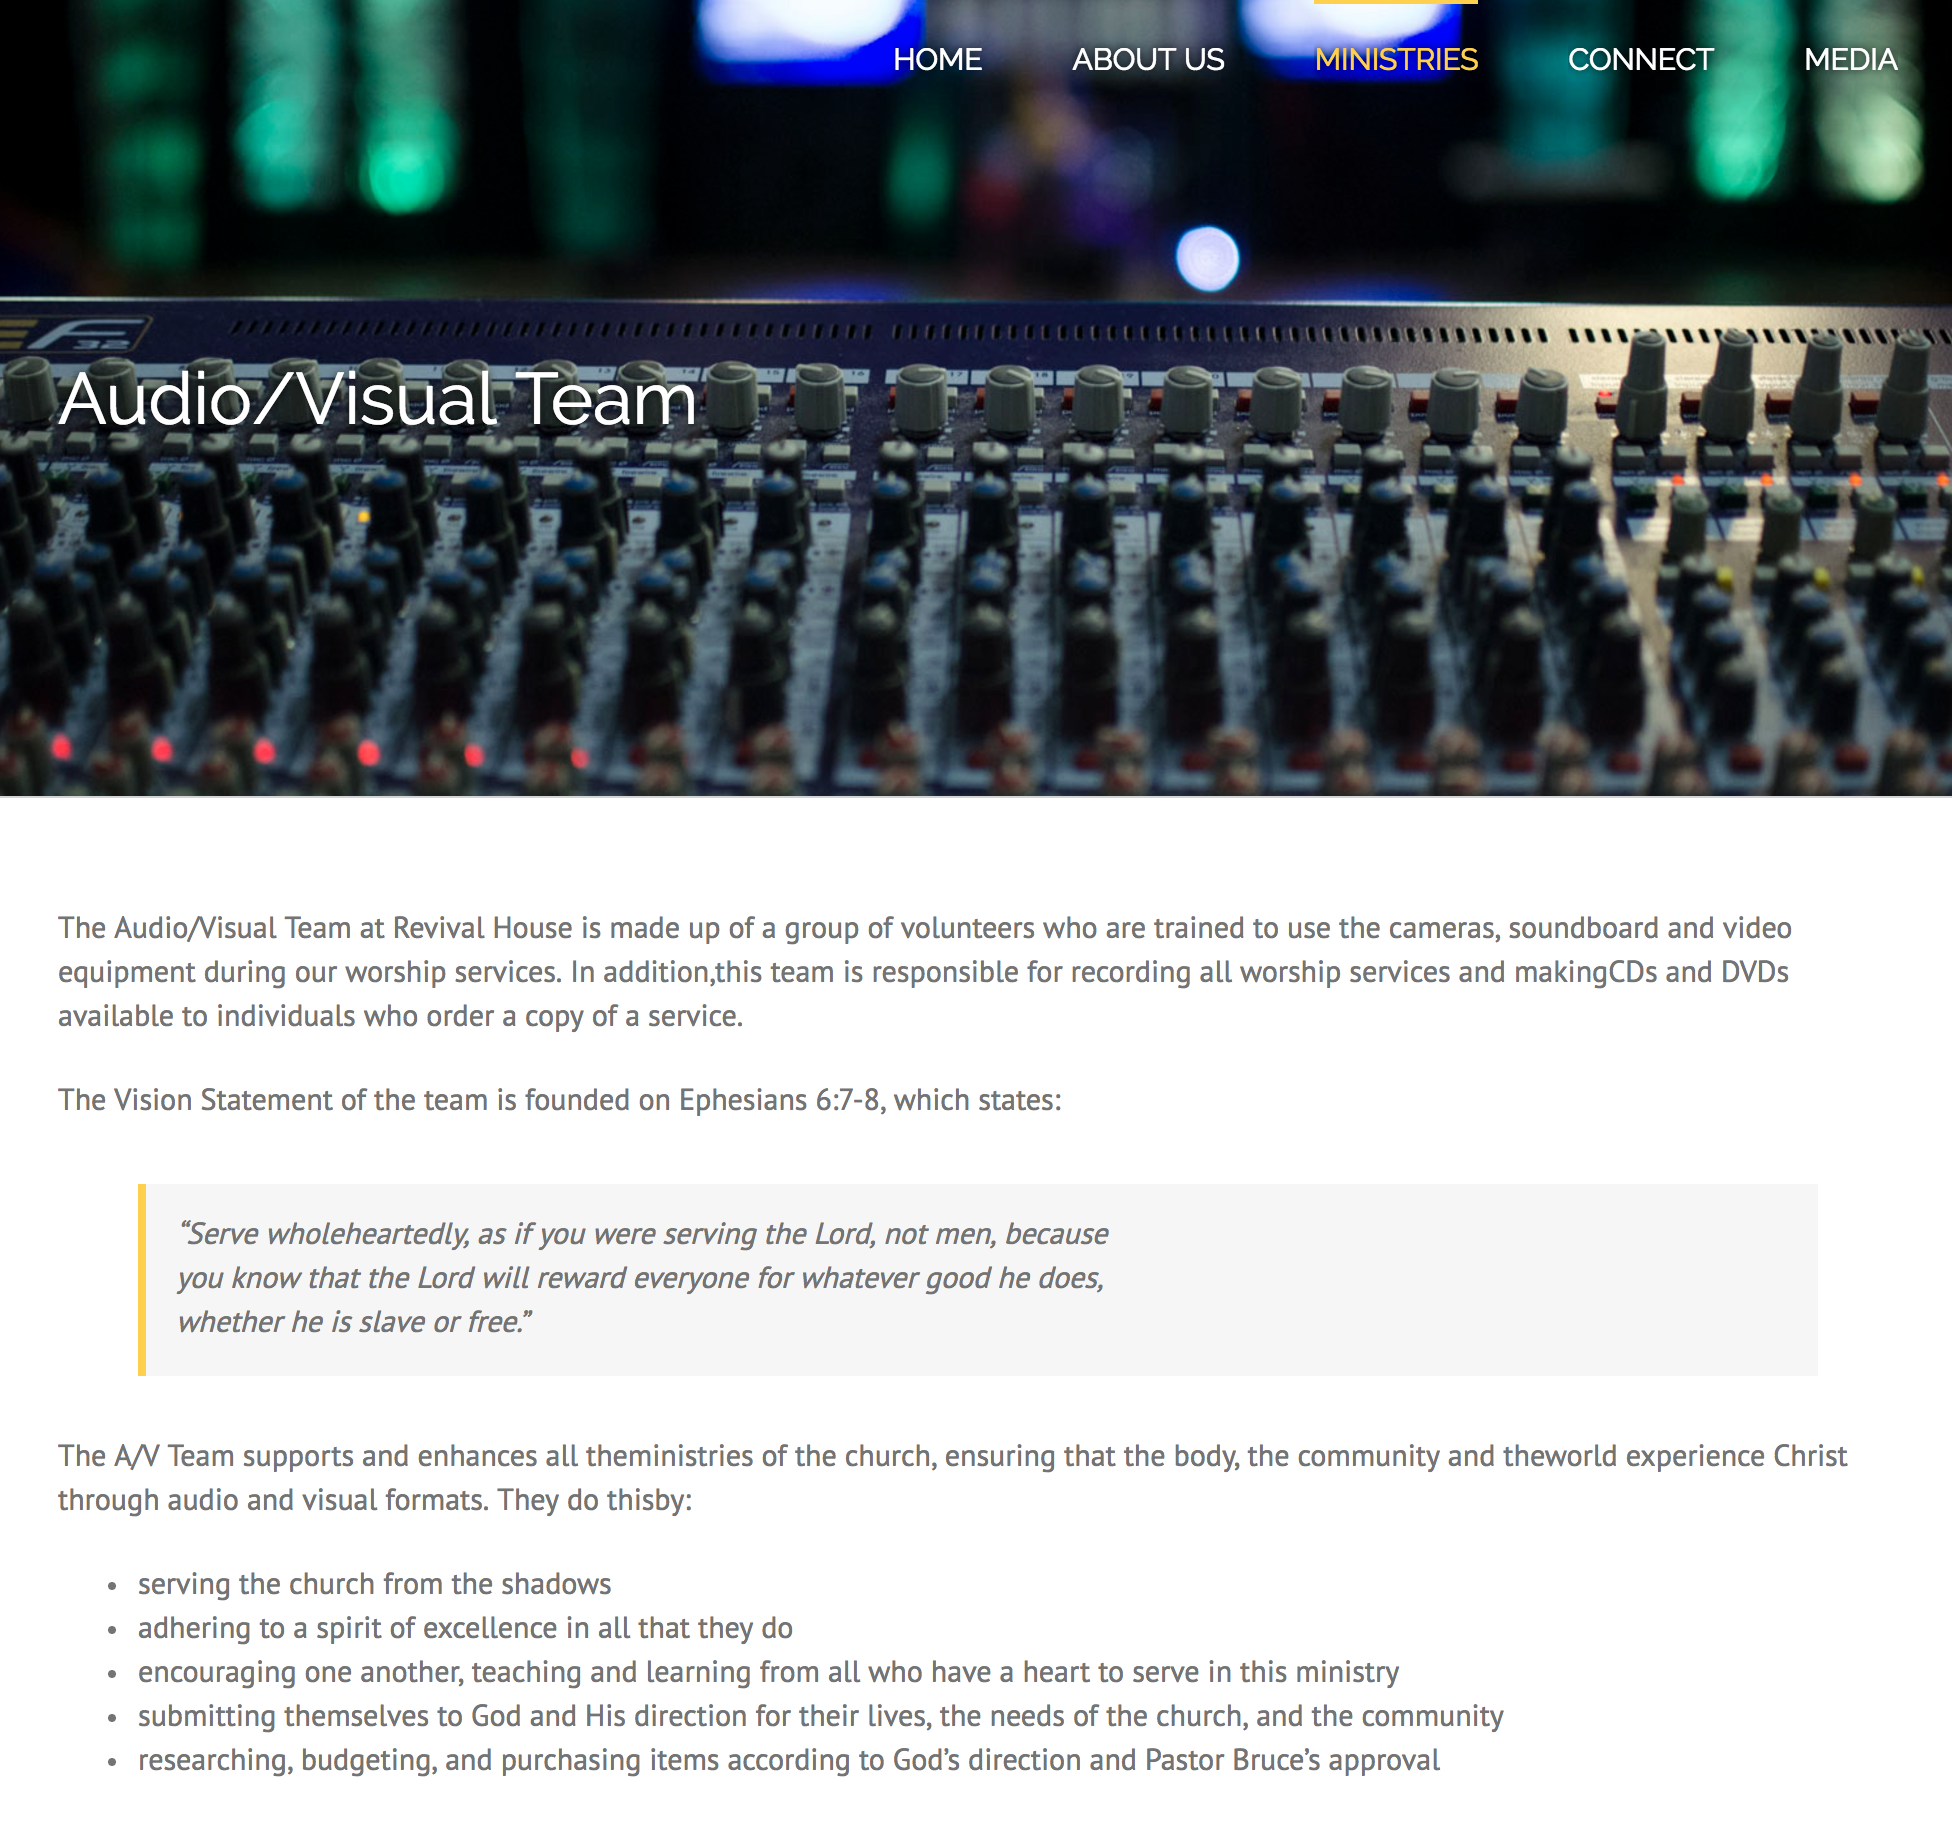 HOME ABOUT US MINISTRIES CONNECT MEDIA
F 32
Audio/Visual Team
The Audio/Visual Team at Revival House is made up of a group of volunteers who are trained to use the cameras, soundboard and video
equipment during our worship services. In addition,this team is responsible for recording all worship services and makingCDs and DVDs
available to individuals who order a copy of a service.
The Vision Statement of the team is founded on Ephesians 6:7-8, which states:
“Serve wholeheartedly, as if you were serving the Lord, not men, because
you know that the Lord will reward everyone for whatever good he does,
whether he is slave or free.”
The A/V Team supports and enhances all theministries of the church, ensuring that the body, the community and theworld experience Christ
through audio and visual formats. They do thisby:
• serving the church from the shadows
• adhering to a spirit of excellence in all that they do
• encouraging one another, teaching and learning from all who have a heart to serve in this ministry
• submitting themselves to God and His direction for their lives, the needs of the church, and the community
• researching, budgeting, and purchasing items according to God’s direction and Pastor Bruce’s approval